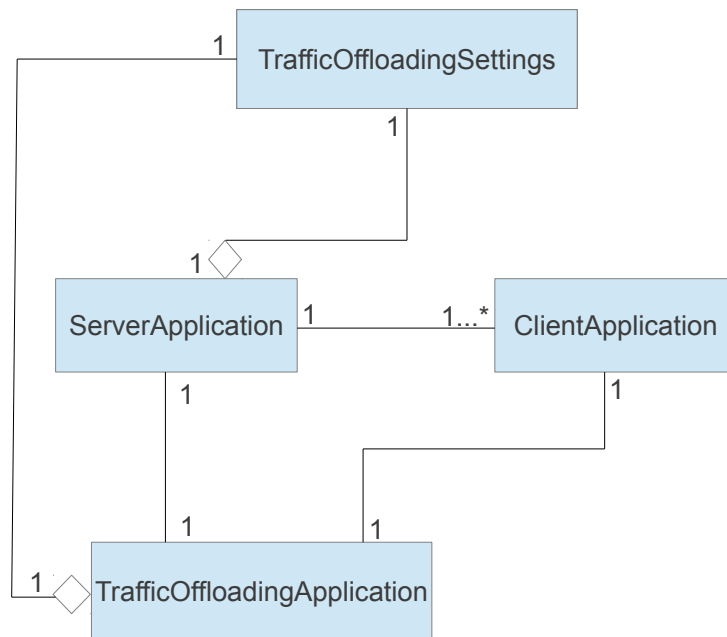 1
TrafficOffloadingSettings
1
1
ServerApplication
1
1...*
ClientApplication
1
1
1
1
1
TrafficOffloadingApplication